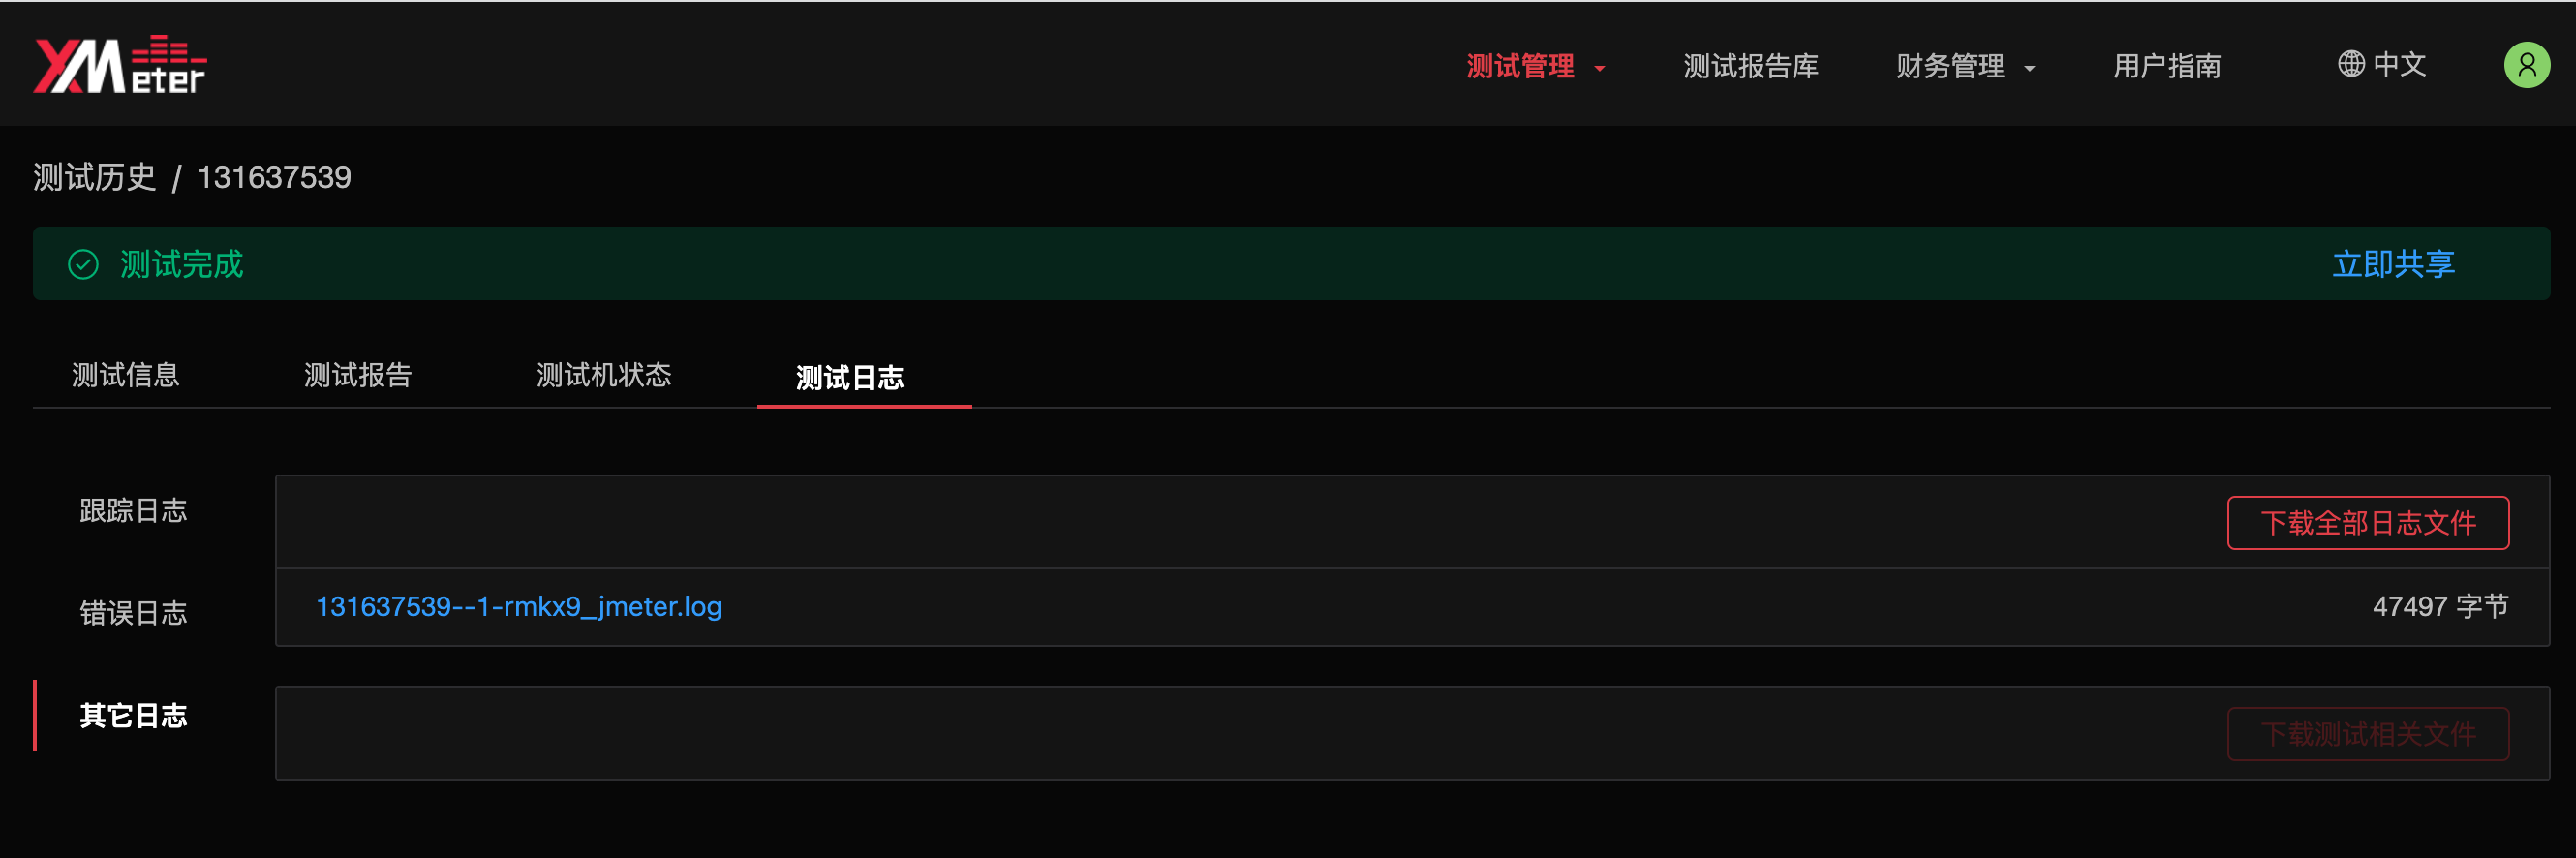 XMeter
测试管理
测试报告库
财务管理
用户指南
中文
测试历史 / 131637539
测试完成
立即共享
测试信息
测试报告
测试机状态
测试日志
跟踪日志
错误日志
其它日志
下载全部日志文件
131637539--1-rmkx9_jmeter.log
47497 字节
下载测试相关文件